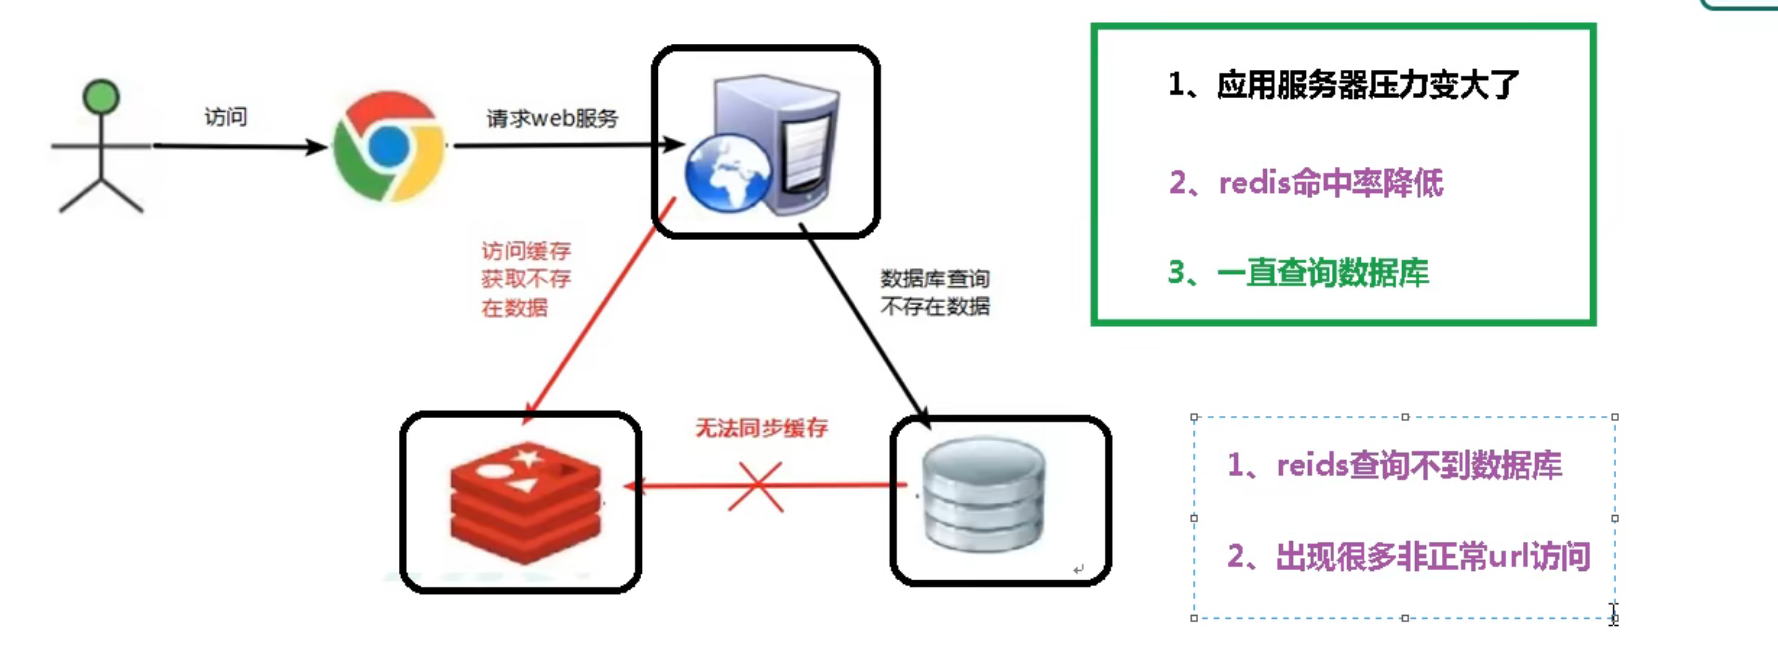 访问
请求web服务
访问缓存
获取不存
在数据
数据库查询
不存在数据
无法同步缓存
1、应用服务器压力变大了
2、redis命中率降低
3、一直查询数据库
1、reids查询不到数据库
2、出现很多非正常url访问